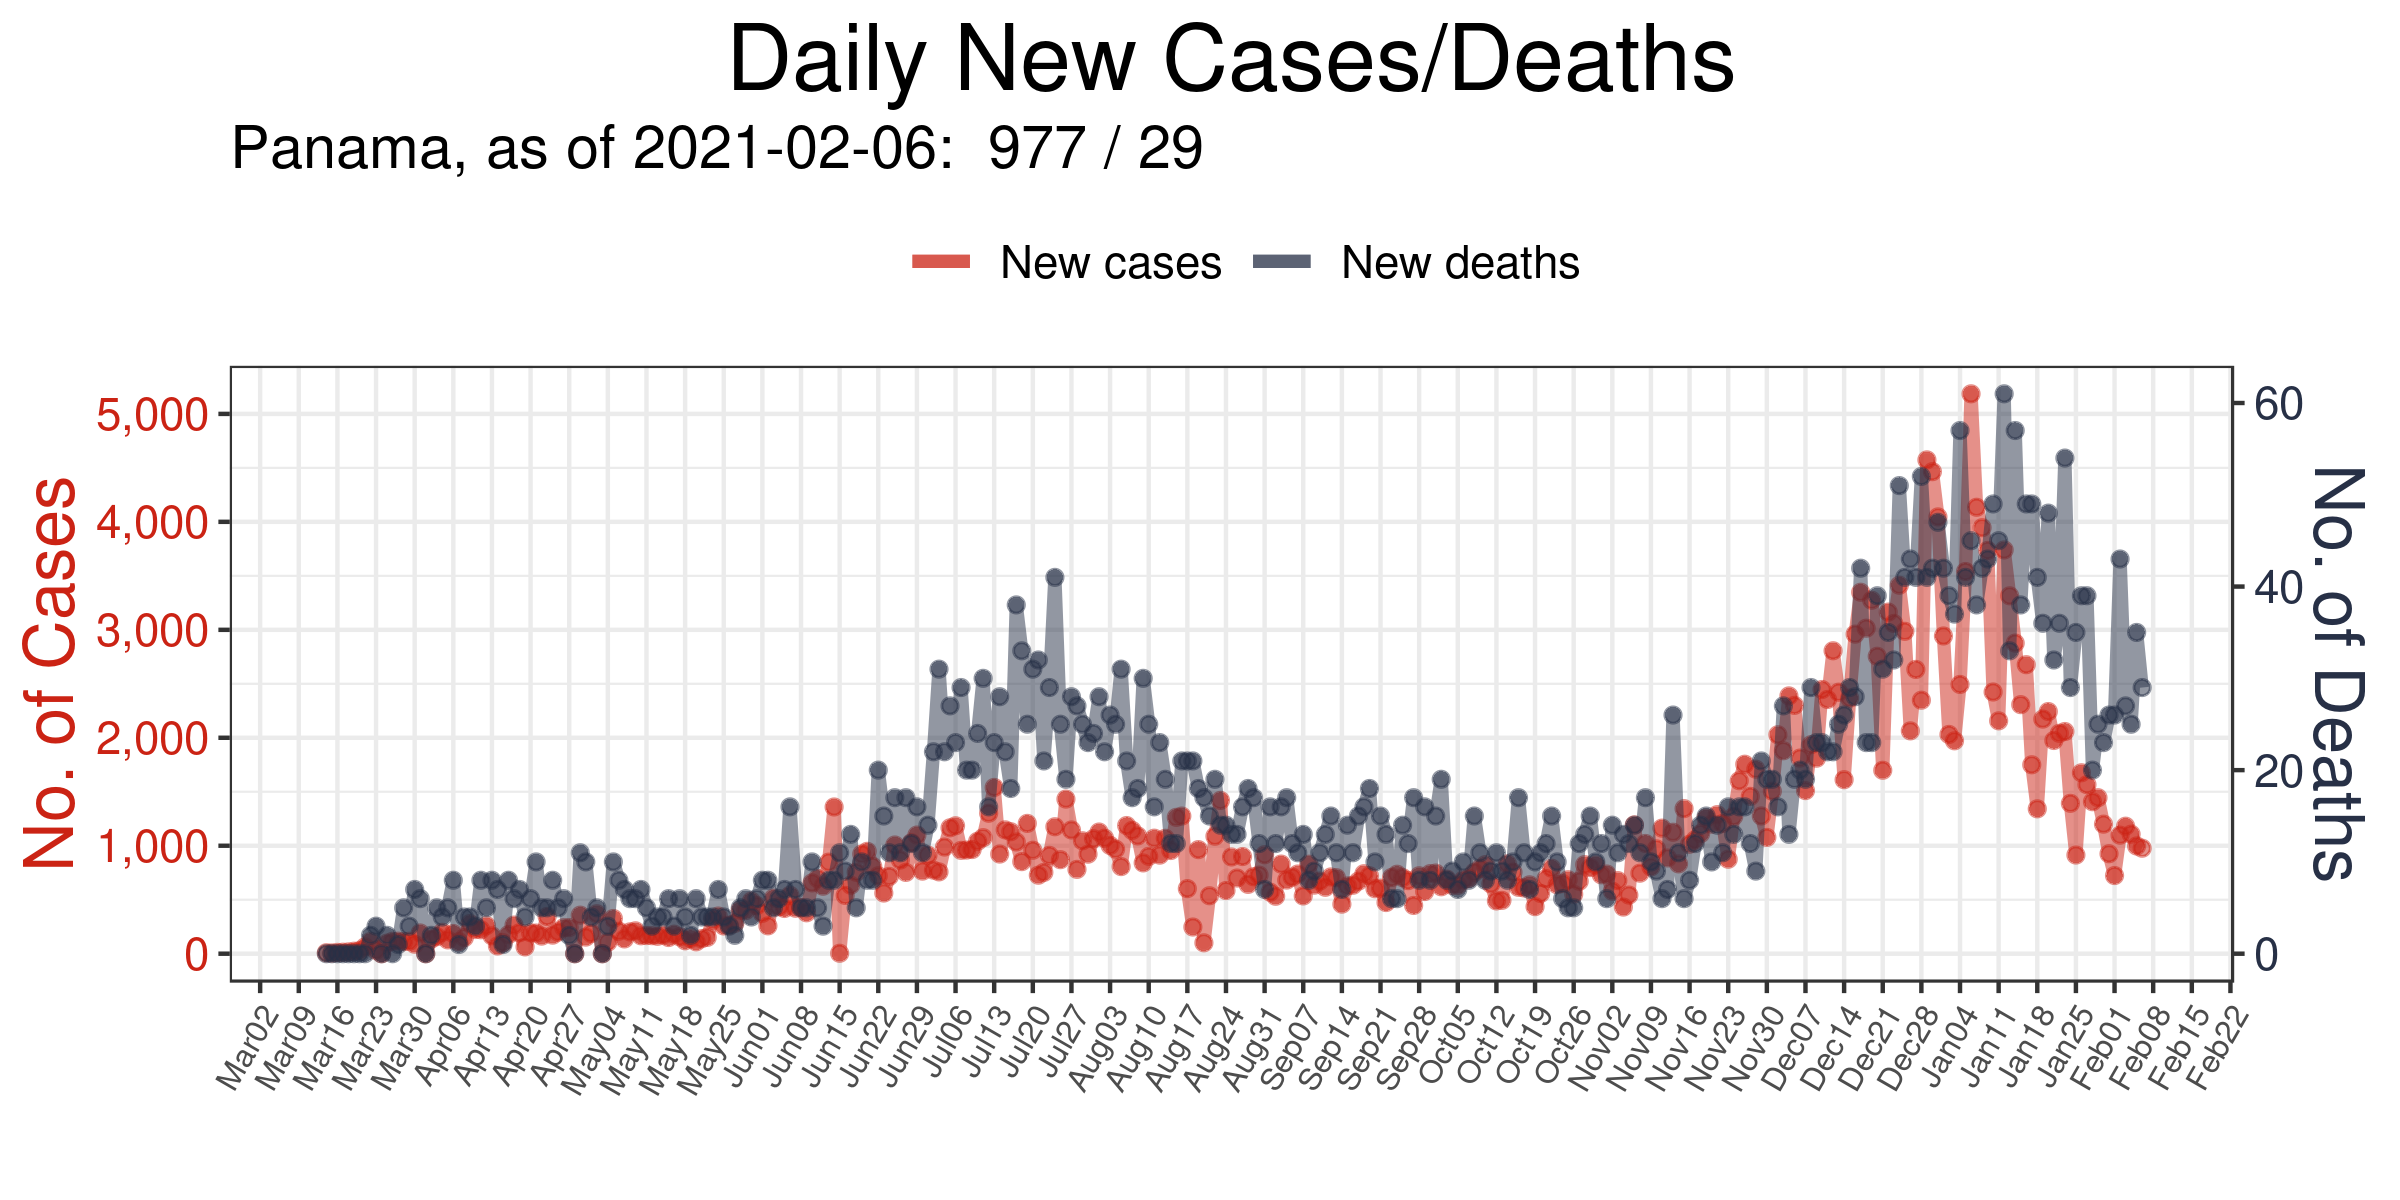 Daily New Cases/Deaths
Panama, as of 2021-02-06:  977 / 29
New cases
New deaths
No. of Cases
5,000
4,000
3,000
2,000
1,000
0
60
40
20
0
No. of Deaths
Mar02
Mar09
Mar16
Mar23
Mar30
Apr06
Apr13
Apr20
Apr27
May04
May11
May18
May25
Jun01
Jun08
Jun15
Jun22
Jun29
Jul06
Jul13
Jul20
Jul27
Aug03
Aug10
Aug17
Aug24
Aug31
Sep07
Sep14
Sep21
Sep28
Oct05
Oct12
Oct19
Oct26
Nov02
Nov09
Nov16
Nov23
Nov30
Dec07
Dec14
Dec21
Dec28
Jan04
Jan11
Jan18
Jan25
Feb01
Feb08
Feb15
Feb22